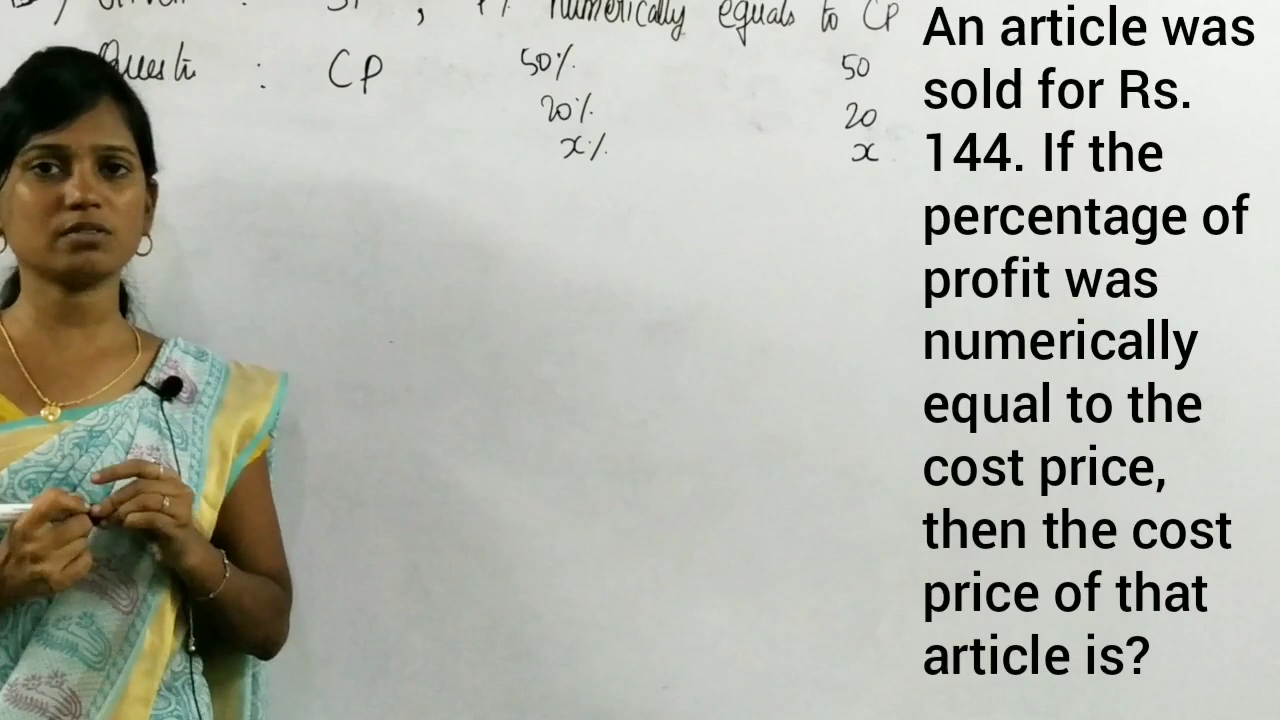 numerically equals to CP
: CP 50% 50
20% 20
x% x
An article was
sold for Rs.
144. If the
percentage of
profit was
numerically
equal to the
cost price,
then the cost
price of that
article is?